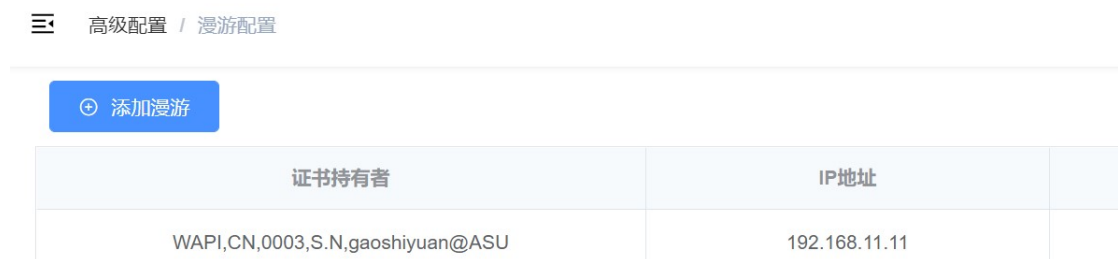 高级配置 / 漫游配置
添加漫游
证书持有者 IP地址
WAPI,CN,0003,S.N,gaoshiyuan@ASU 192.168.11.11